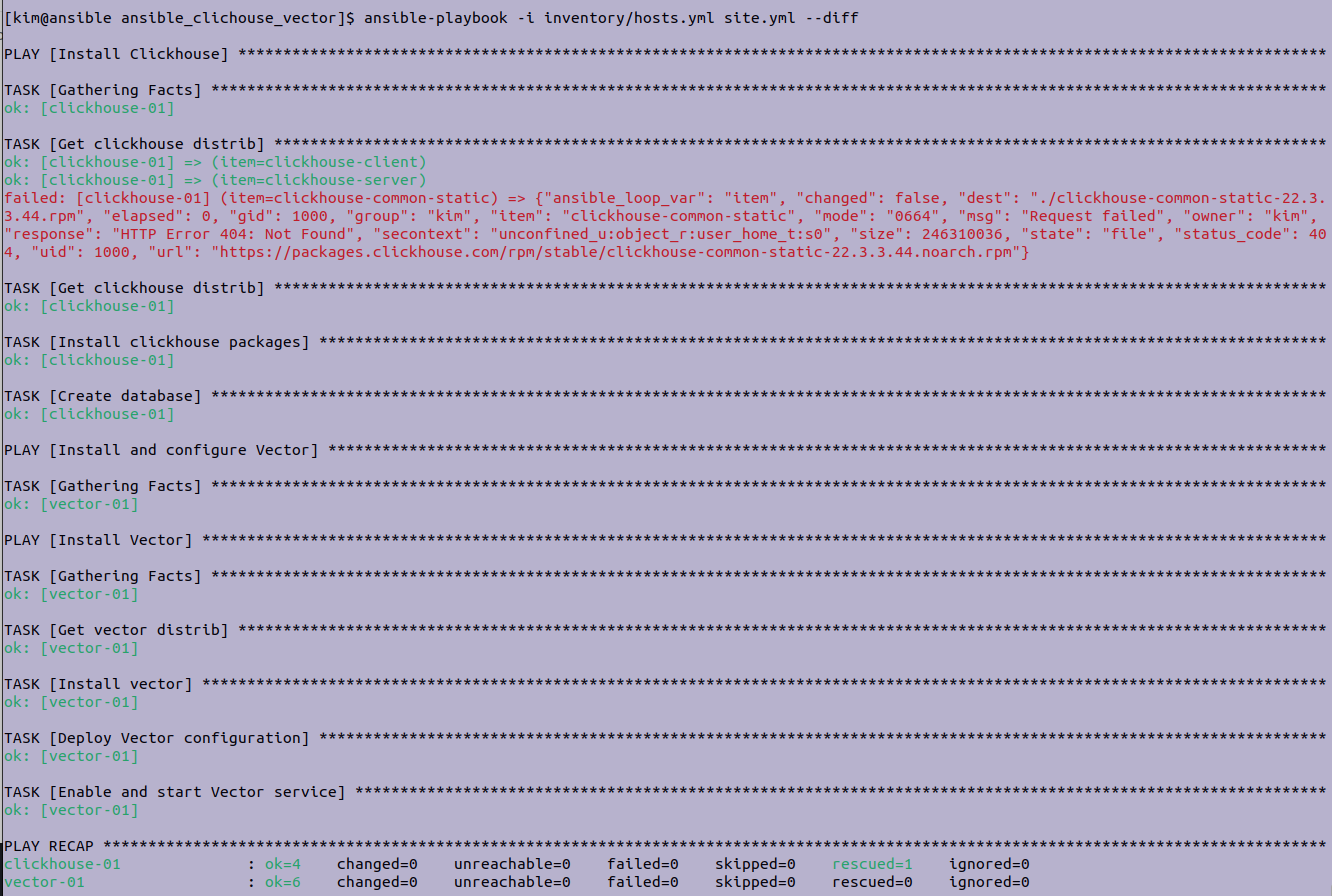 [kim@ansible ansible_clichouse_vector]$ ansible-playbook -i inventory/hosts.yml site.yml --diff
PLAY [Install Clickhouse] *************************************************************************************************************************
TASK [Gathering Facts] ****************************************************************************************************************************
ok: [clickhouse-01]
TASK [Get clickhouse distrib] *********************************************************************************************************************
ok: [clickhouse-01] => (item=clickhouse-client)
ok: [clickhouse-01] => (item=clickhouse-server)
failed: [clickhouse-01] (item=clickhouse-common-static) => {"ansible_loop_var": "item", "changed": false, "dest": "./clickhouse-common-static-22.3.
3.44.rpm", "elapsed": 0, "gid": 1000, "group": "kim", "item": "clickhouse-common-static", "mode": "0664", "msg": "Request failed", "owner": "kim",
"response": "HTTP Error 404: Not Found", "secontext": "unconfined_u:object_r:user_home_t:s0", "size": 246310036, "state": "file", "status_code": 40
4, "uid": 1000, "url": "https://packages.clickhouse.com/rpm/stable/clickhouse-common-static-22.3.3.44.noarch.rpm"}
TASK [Get clickhouse distrib] *********************************************************************************************************************
ok: [clickhouse-01]
TASK [Install clickhouse packages] ****************************************************************************************************************
ok: [clickhouse-01]
TASK [Create database] ****************************************************************************************************************************
ok: [clickhouse-01]
PLAY [Install and configure Vector] ***************************************************************************************************************
TASK [Gathering Facts] ****************************************************************************************************************************
ok: [vector-01]
PLAY [Install Vector] *****************************************************************************************************************************
TASK [Gathering Facts] ****************************************************************************************************************************
ok: [vector-01]
TASK [Get vector distrib] *************************************************************************************************************************
ok: [vector-01]
TASK [Install vector] *****************************************************************************************************************************
ok: [vector-01]
TASK [Deploy Vector configuration] ****************************************************************************************************************
ok: [vector-01]
TASK [Enable and start Vector service] ************************************************************************************************************
ok: [vector-01]
PLAY RECAP ****************************************************************************************************************************************
clickhouse-01 : ok=4 changed=0 unreachable=0 failed=0 skipped=0 rescued=1 ignored=0
vector-01 : ok=6 changed=0 unreachable=0 failed=0 skipped=0 rescued=0 ignored=0